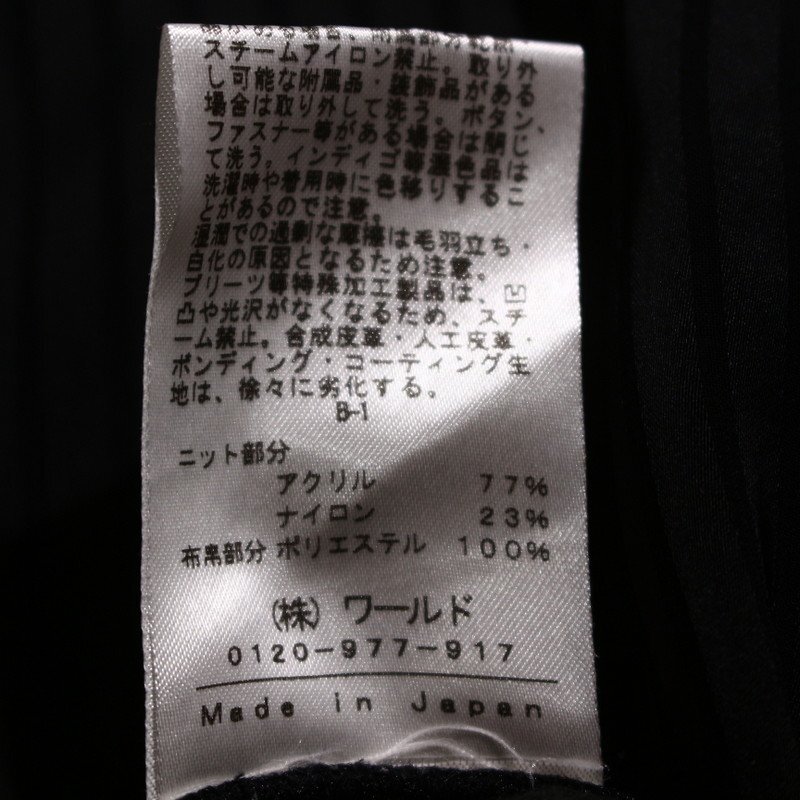 スチームアイロン禁止。取り外
し可能な附属品・装飾品がある
場合は取り外して洗う。ボタン、
ファスナー等がある場合は閉じ
て洗う。インディゴ等濃色品は
洗濯時や着用時に色移りするこ
とがあるので注意。
湿潤での過剰な摩擦は毛羽立ち・
白化の原因となるため注意。
プリーツ等特殊加工製品は、凹
凸や光沢がなくなるため、スチ
ーム禁止。合成皮革・人工皮革・
ボンディング・コーティング生
地は、徐々に劣化する。
B-1
ニット部分
アクリル 77%
ナイロン 23%
布帛部分 ポリエステル 100%
(株) ワールド
0120-977-917
Made in Japan